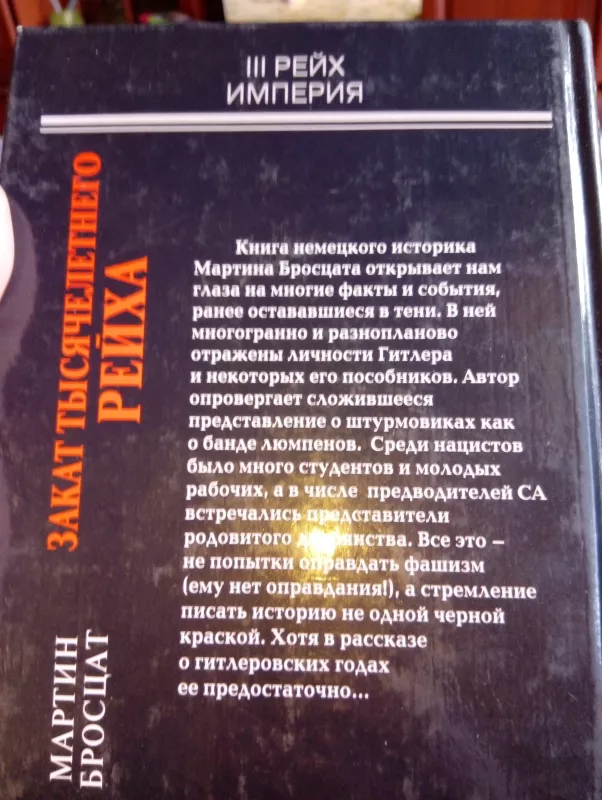 III РЕЙХ
ИМПЕРИЯ
ЗАКАТ ТЫСЯЧЕЛЕТНЕГО
РЕЙХА
МАРТИН
БРОСЦАТ
Книга немецкого историка
Мартина Бросцата открывает нам
глаза на многие факты и события,
ранее остававшиеся в тени. В ней
многогранно и разнопланово
отражены личности Гитлера
и некоторых его пособников. Автор
опровергает сложившееся
представление о штурмовиках как
о банде люмпенов. Среди нацистов
было много студентов и молодых
рабочих, а в числе предводителей СА
встречались представители
родовитого дворянства. Все это –
не попытки оправдать фашизм
(ему нет оправдания!), а стремление
писать историю не одной черной
краской. Хотя в рассказе
о гитлеровских годах
ее предостаточно...